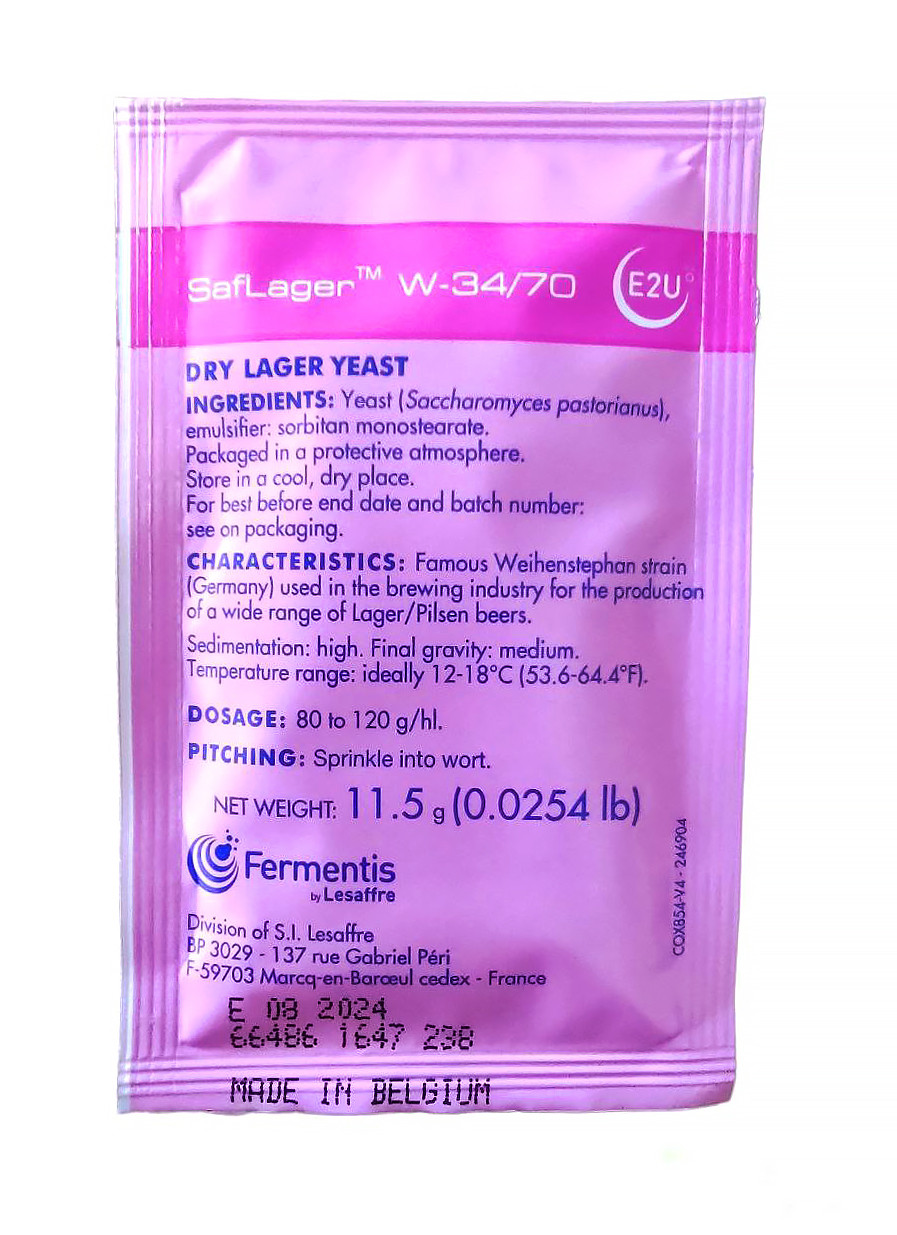 SafLager™ W-34/70
E2U°
DRY LAGER YEAST
INGREDIENTS: Yeast (Saccharomyces pastorianus),
emulsifier: sorbitan monostearate.
Packaged in a protective atmosphere.
Store in a cool, dry place.
For best before end date and batch number:
see on packaging.
CHARACTERISTICS: Famous Weihenstephan strain
(Germany) used in the brewing industry for the production
of a wide range of Lager/Pilsen beers.
Sedimentation: high. Final gravity: medium.
Temperature range: ideally 12-18°C (53.6-64.4°F).
DOSAGE: 80 to 120 g/hl.
PITCHING: Sprinkle into wort.
NET WEIGHT: 11.5 g (0.0254 lb)
Fermentis
by Lesaffre
COX854-V4 - 246904
Division of S.I. Lesaffre
BP 3029 - 137 rue Gabriel Péri
F-59703 Marcq-en-Barœul cedex - France
E 08 2024
66486 1647 238
MADE IN BELGIUM